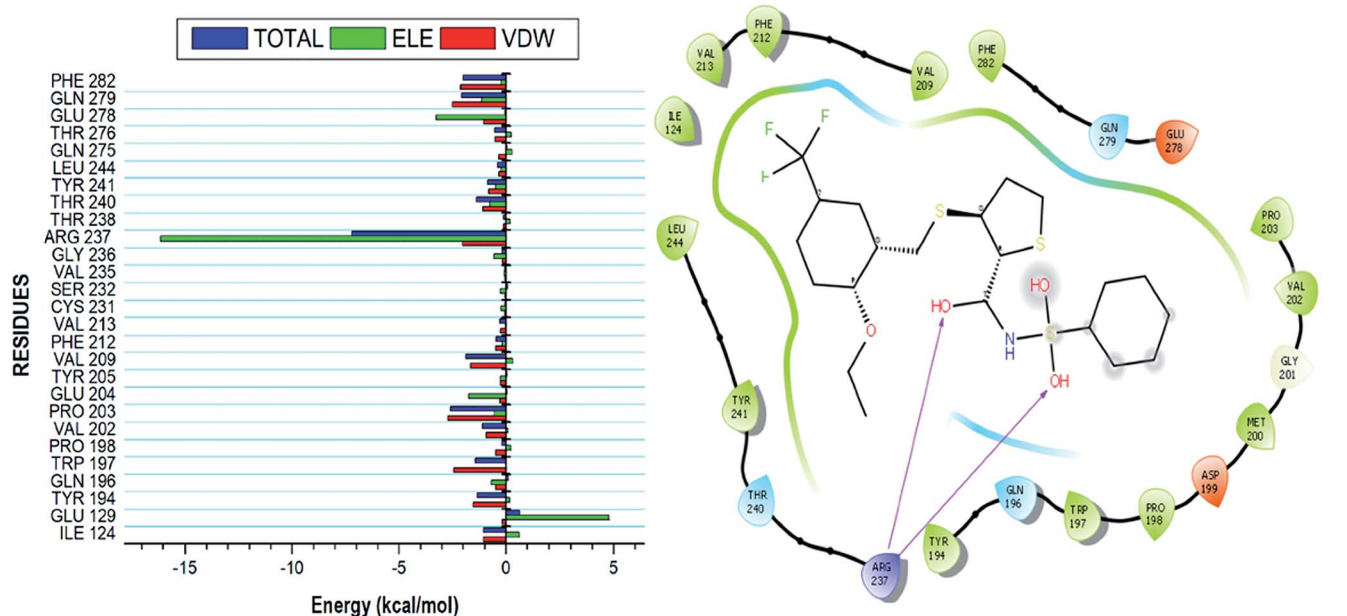 TOTAL ELE VDW
RESIDUES
PHE 282
GLN 279
GLU 278
THR 276
GLN 275
LEU 244
TYR 241
THR 240
THR 238
ARG 237
GLY 236
VAL 235
SER 232
CYS 231
VAL 213
PHE 212
VAL 209
TYR 205
GLU 204
PRO 203
VAL 202
PRO 198
TRP 197
GLN 196
TYR 194
GLU 129
ILE 124
-15 -10 -5 0 5
Energy (kcal/mol)
PHE
212
VAL
213
VAL
209
PHE
282
ILE
124
GLN
279
GLU
278
F F
S
S
LEU
244
PRO
203
VAL
202
HO
HO
S
N
H
O
OH
GLY
201
TYR
241
MET
200
THR
240
GLN
196
ASP
199
TRP
197
PRO
198
TYR
194
ARG
237